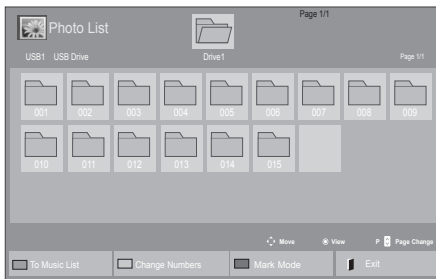 Page 1/1
Photo List
USB1 USB Drive Drive1 Page 1/1
001 002 003 004 005 006 007 008 009
010 011 012 013 014 015
Move View P Page Change
To Music List Change Numbers Mark Mode Exit